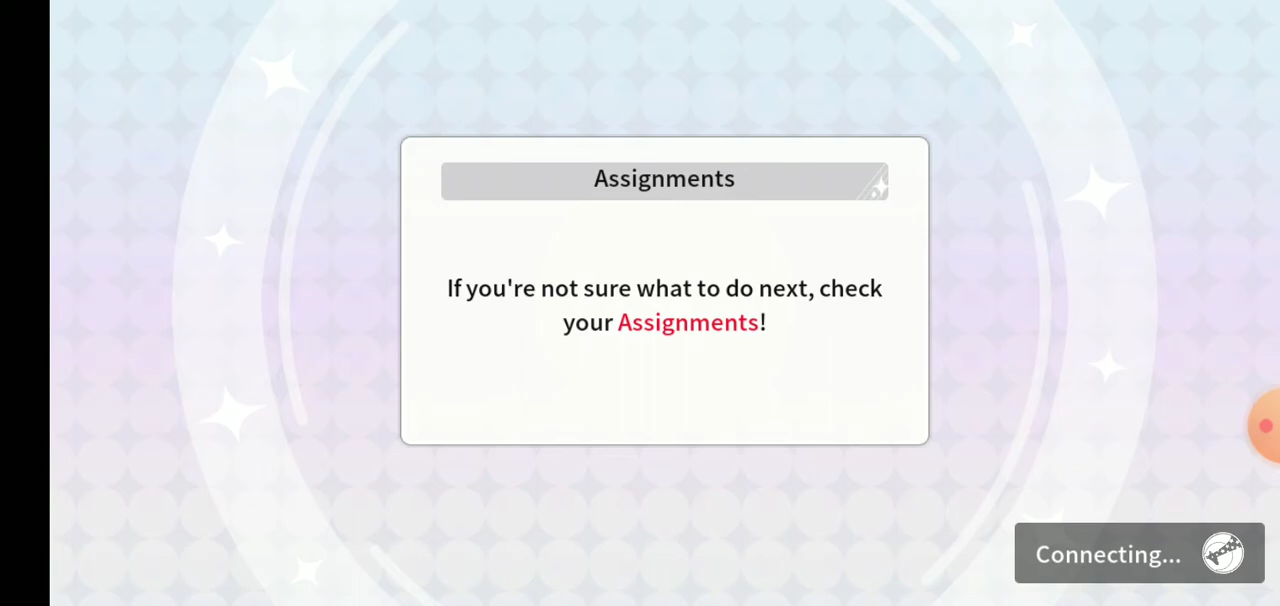 Assignments
If you're not sure what to do next, check
your Assignments!
Connecting...